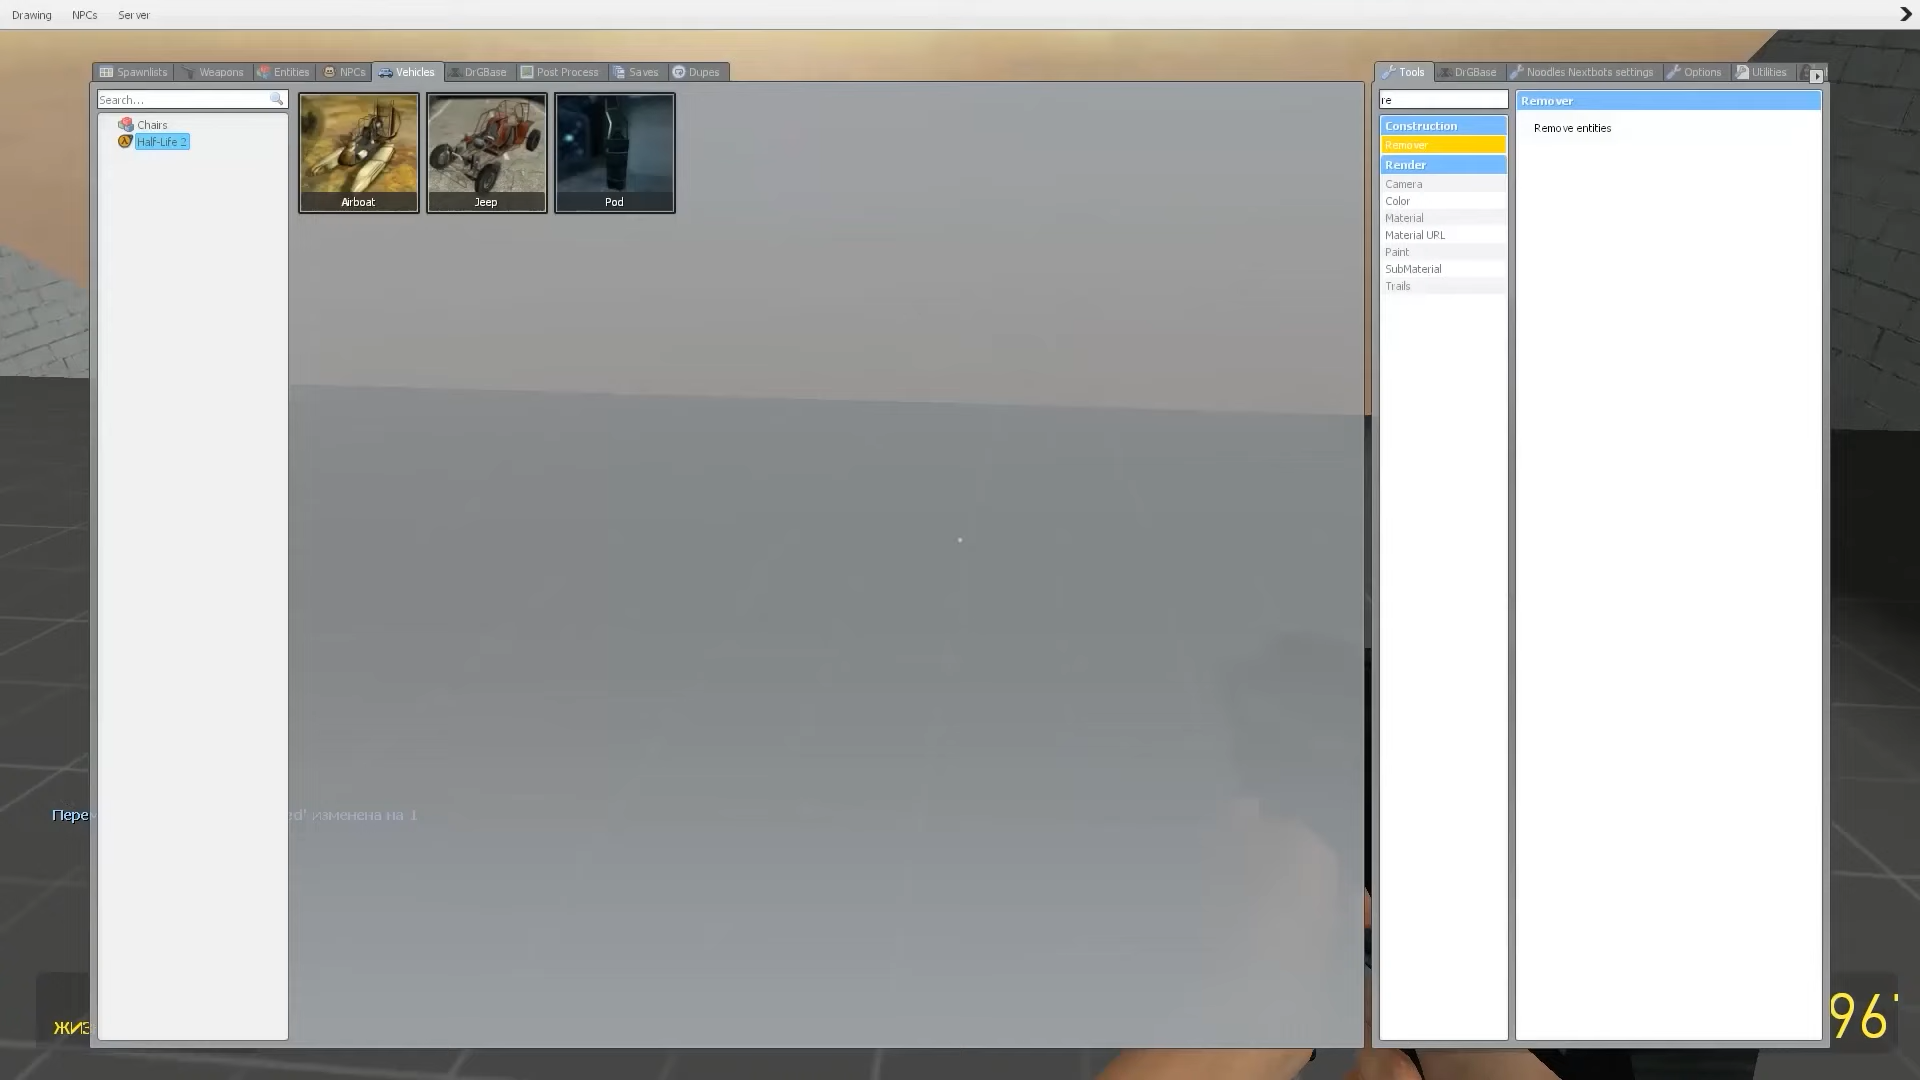 Drawing NPCs Server
Spawnlists Weapons Entities NPCs Vehicles DrGBase Post Process Saves Dupes
Tools DrGBase Noodles Nextbots settings Options Utilities
Search...
Chairs
Half-Life 2
Airboat Jeep Pod
re
Construction
Remover
Render
Camera
Color
Material
Material URL
Paint
SubMaterial
Trails
Remover
Remove entities
изменена на 1
96